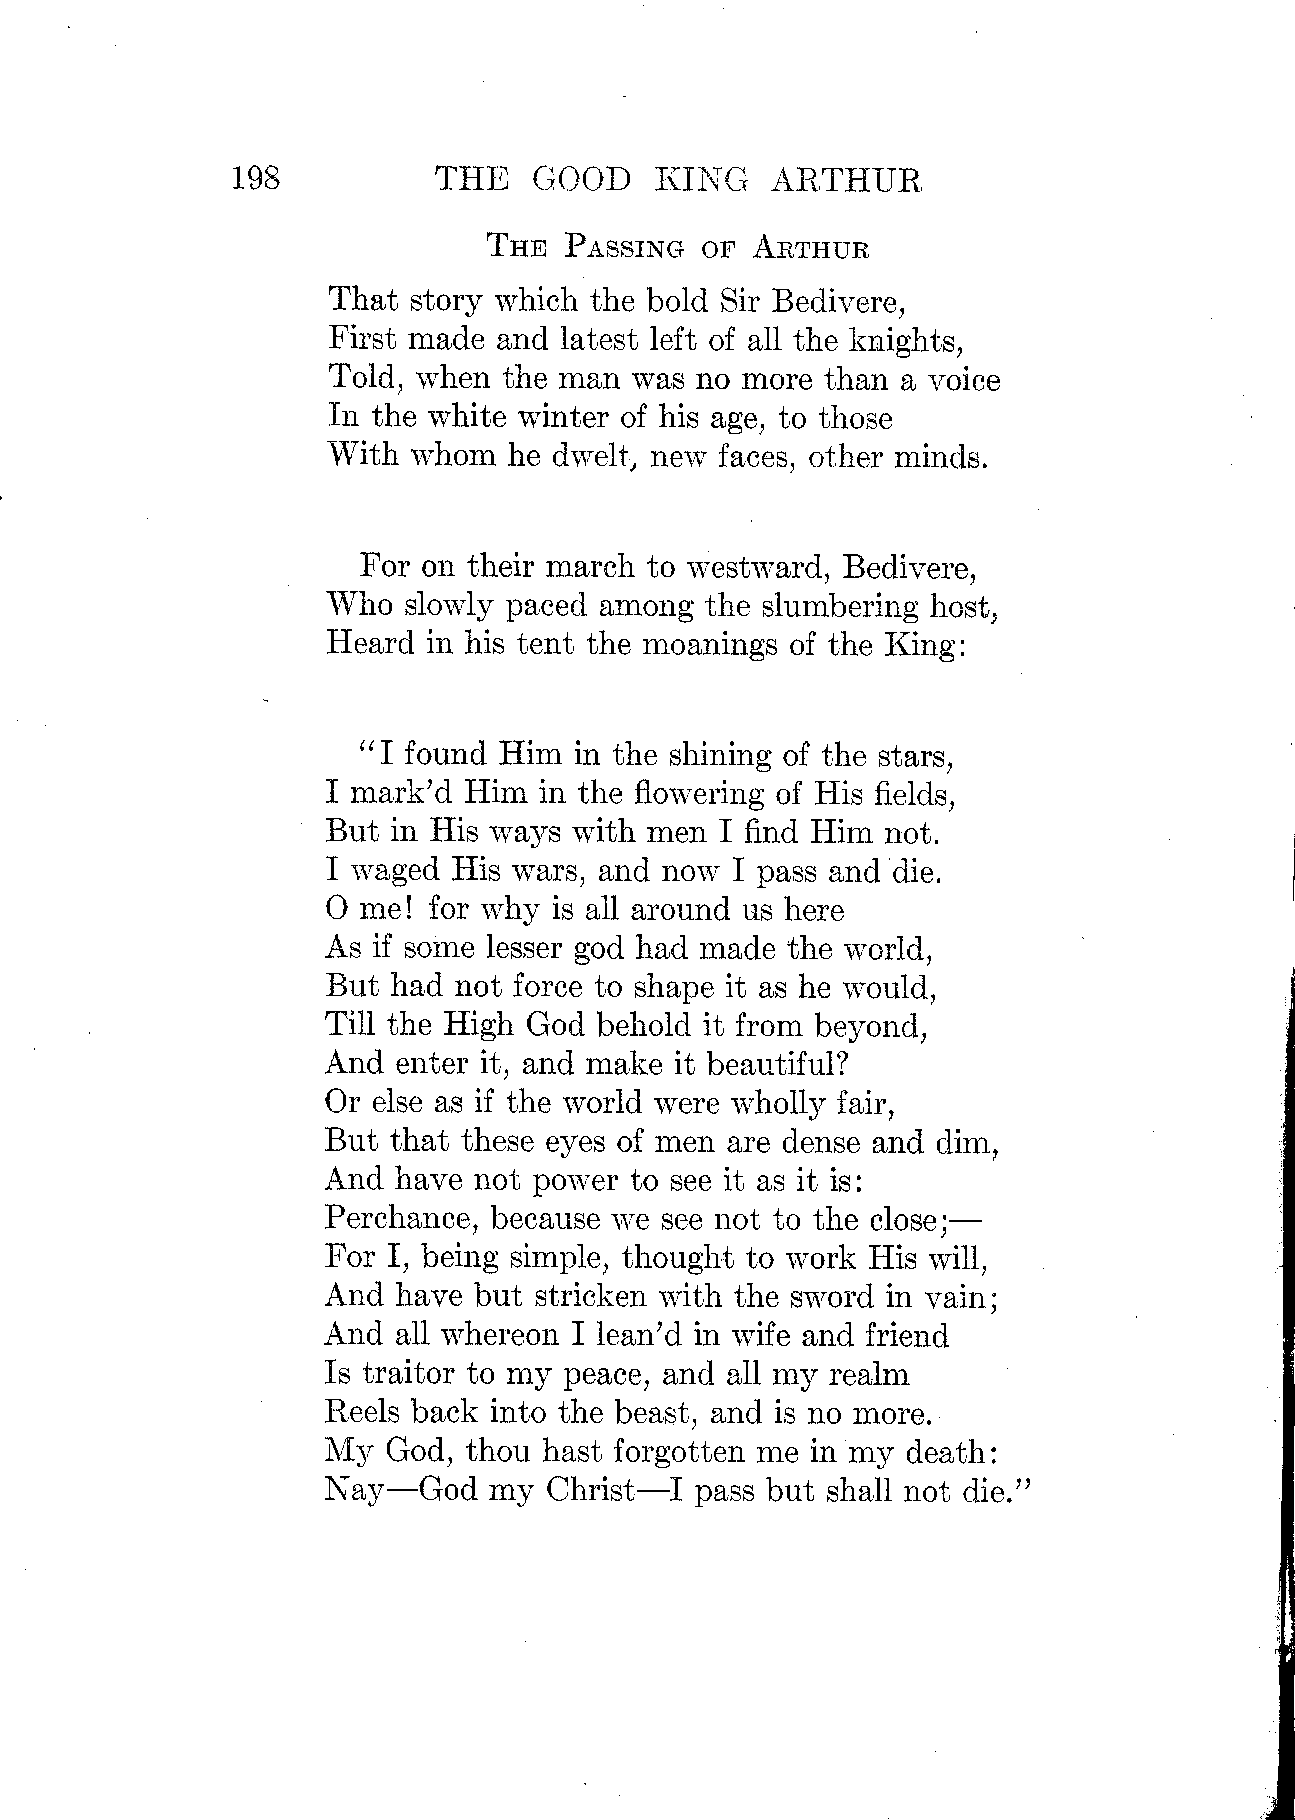 198 THE GOOD KING ARTHUR
THE PASSING OF ARTHUR
That story which the bold Sir Bedivere,
First made and latest left of all the knights,
Told, when the man was no more than a voice
In the white winter of his age, to those
With whom he dwelt, new faces, other minds.
For on their march to westward, Bedivere,
Who slowly paced among the slumbering host,
Heard in his tent the moanings of the King:
"I found Him in the shining of the stars,
I mark'd Him in the flowering of His fields,
But in His ways with men I find Him not.
I waged His wars, and now I pass and die.
O me! for why is all around us here
As if some lesser god had made the world,
But had not force to shape it as he would,
Till the High God behold it from beyond,
And enter it, and make it beautiful?
Or else as if the world were wholly fair,
But that these eyes of men are dense and dim,
And have not power to see it as it is:
Perchance, because we see not to the close;—
For I, being simple, thought to work His will,
And have but stricken with the sword in vain;
And all whereon I lean'd in wife and friend
Is traitor to my peace, and all my realm
Reels back into the beast, and is no more.
My God, thou hast forgotten me in my death:
Nay—God my Christ—I pass but shall not die."